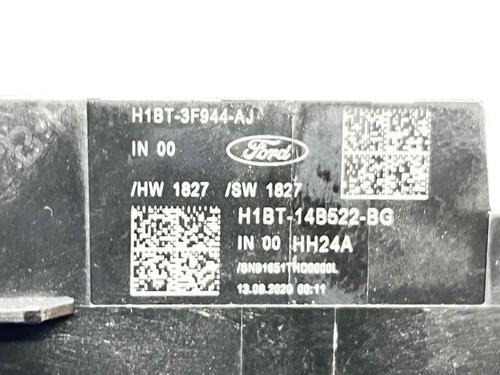 H1BT-3F944-AJ
IN 00
Ford
/HW 1827 /SW 1827
H1BT-14B522-BG
IN 00 HH24A
13.08.2020